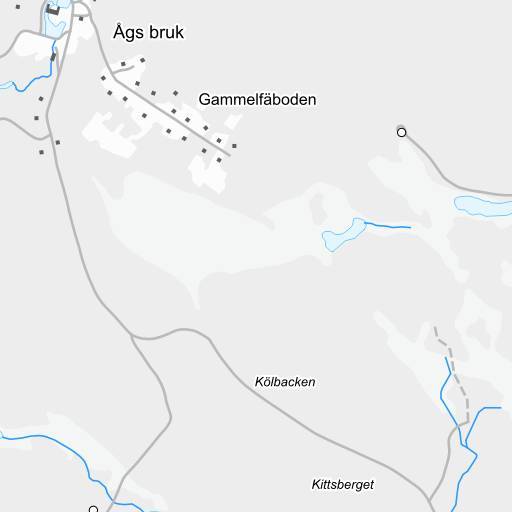 Ågs bruk
Gammelfäboden
Kölbacken
Kittsberget